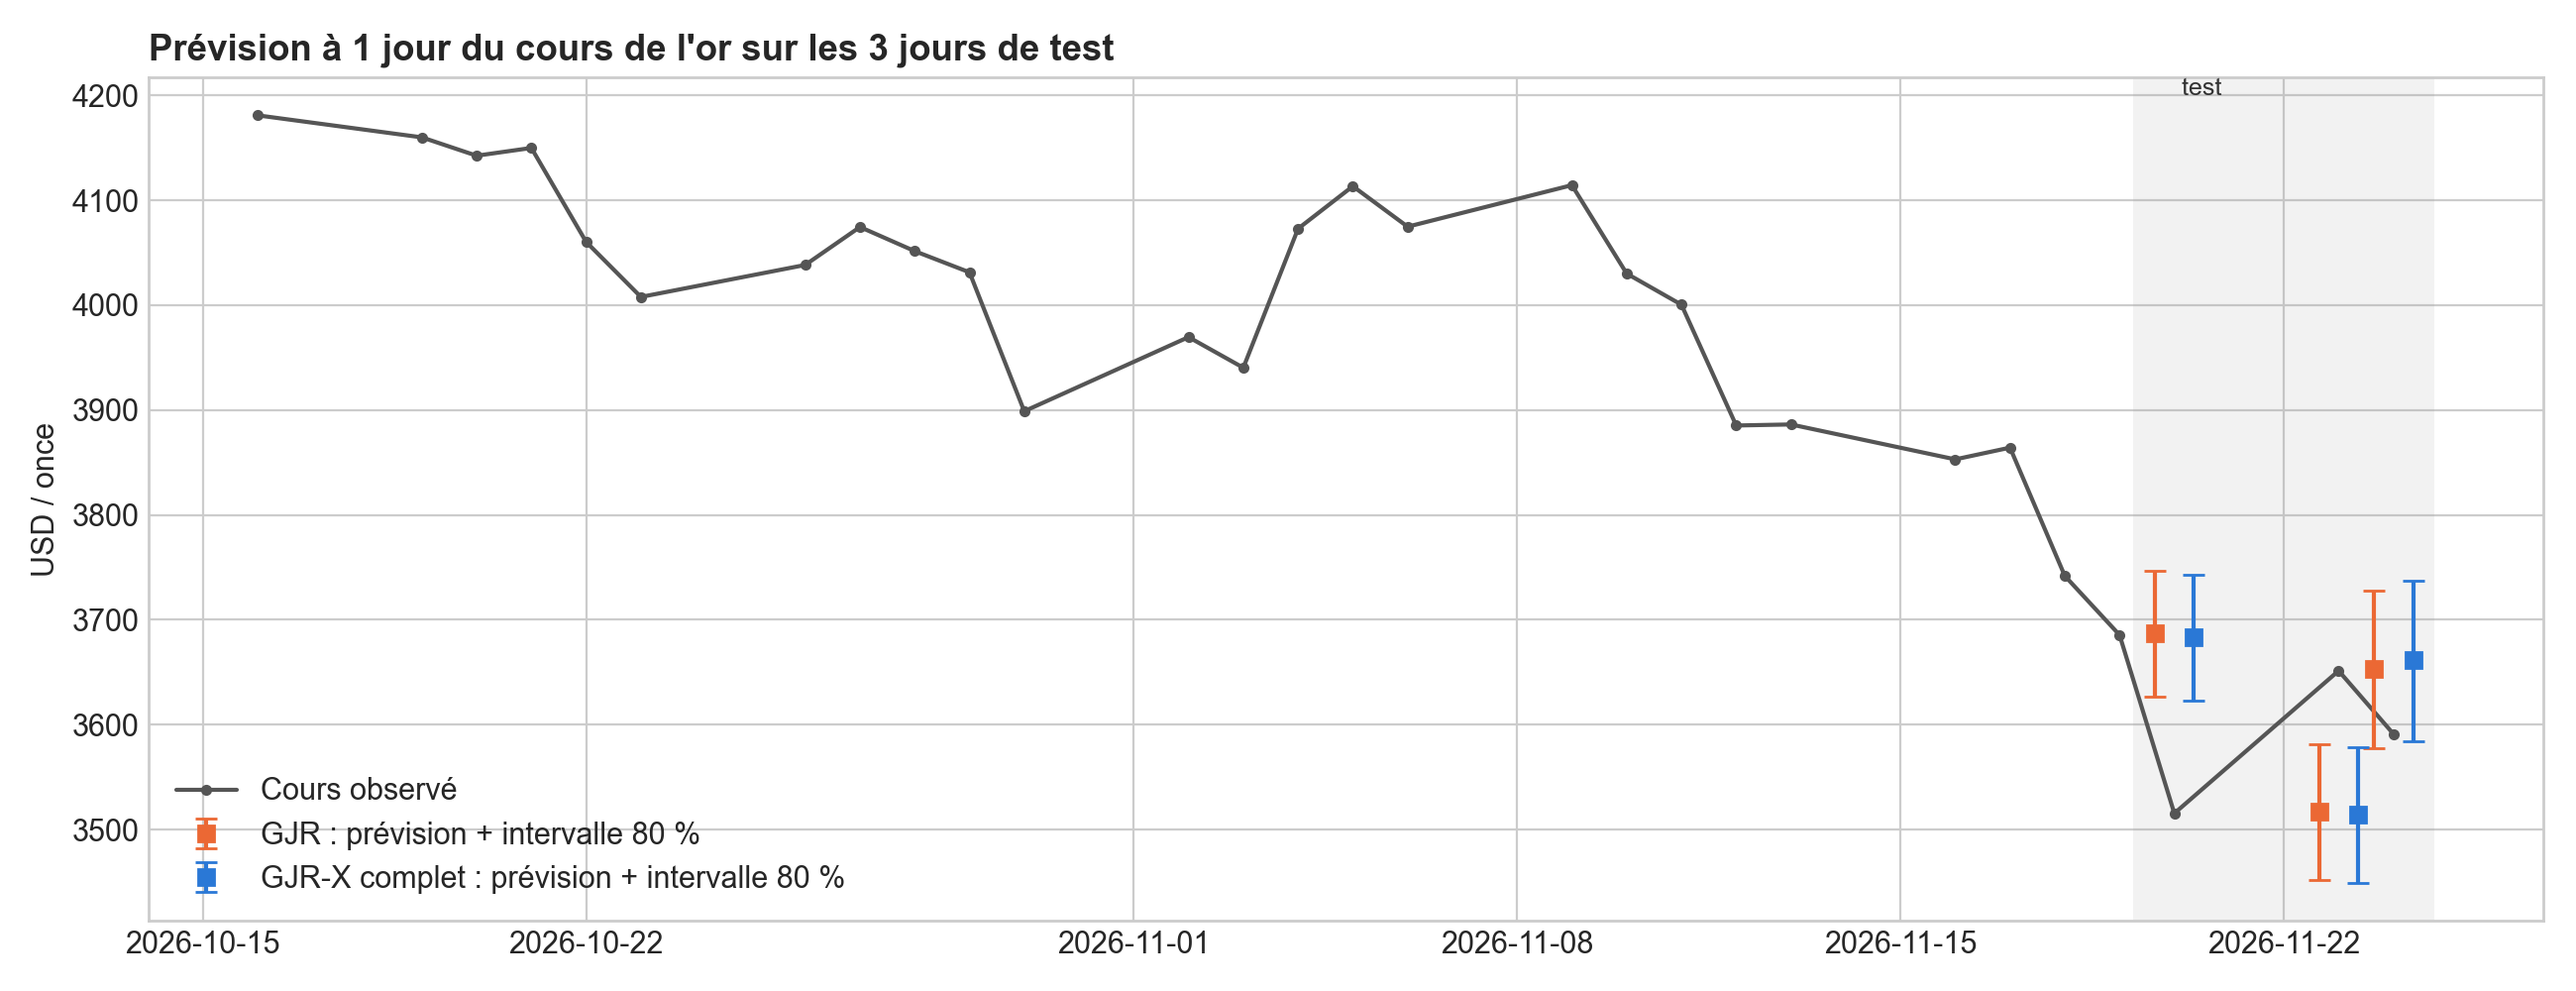 Prévision à 1 jour du cours de l'or sur les 3 jours de test
test
4200
4100
4000
3900
3800
3700
3600
3500
USD / once
Cours observé
GJR : prévision + intervalle 80 %
GJR-X complet : prévision + intervalle 80 %
2026-10-15 2026-10-22 2026-11-01 2026-11-08 2026-11-15 2026-11-22